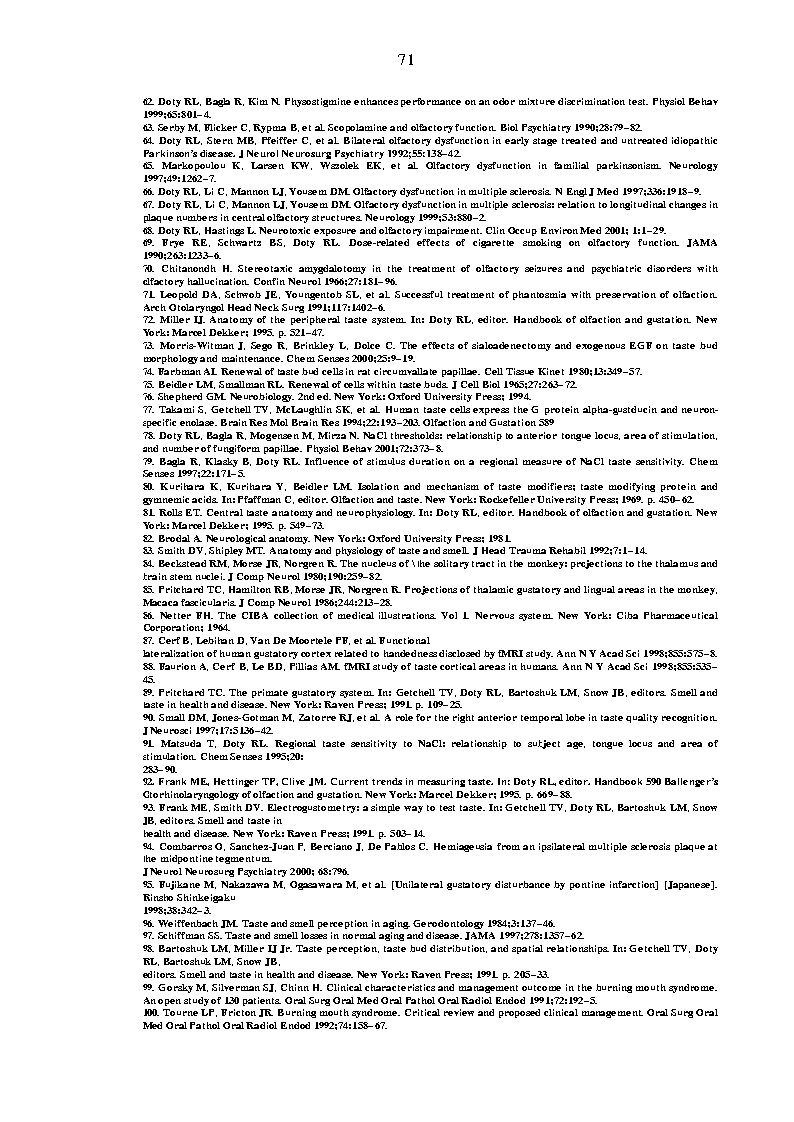 71
62. Doty RL, Bagla R, Kim N. Physostigmine enhances performance on an odor mixture discrimination test. Physiol Behav
1999;65:801–4.
63. Serby M, Flicker C, Rypma B, et al. Scopolamine and olfactory function. Biol Psychiatry 1990;28:79–82.
64. Doty RL, Stern MB, Pfeiffer C, et al. Bilateral olfactory dysfunction in early stage treated and untreated idiopathic
Parkinson's disease. J Neurol Neurosurg Psychiatry 1992;55:138–42.
65. Markopoulou K, Larsen KW, Wszolek EK, et al. Olfactory dysfunction in familial parkinsonism. Neurology
1997;49:1262–7.
66. Doty RL, Li C, Mannon LJ, Yousem DM. Olfactory dysfunction in multiple sclerosis. N Engl J Med 1997;336:1918–9.
67. Doty RL, Li C, Mannon LJ, Yousem DM. Olfactory dysfunction in multiple sclerosis: relation to longitudinal changes in
plaque numbers in central olfactory structures. Neurology 1999;53:880–2.
68. Doty RL, Hastings L. Neurotoxic exposure and olfactory impairment. Clin Occup Environ Med 2001; 1:1–29.
69. Frye RE, Schwartz BS, Doty RL. Dose-related effects of cigarette smoking on olfactory function. JAMA
1990;263:1233–6.
70. Chitanondh H. Stereotaxic amygdalotomy in the treatment of olfactory seizures and psychiatric disorders with
olfactory hallucination. Confin Neurol 1966;27:181–96.
71. Leopold DA, Schwob JE, Youngentob SL, et al. Successful treatment of phantosmia with preservation of olfaction.
Arch Otolaryngol Head Neck Surg 1991;117:1402–6.
72. Miller IJ. Anatomy of the peripheral taste system. In: Doty RL, editor. Handbook of olfaction and gustation. New
York: Marcel Dekker; 1995. p. 521–47.
73. Morris-Witman J, Sego R, Brinkley L, Dolce C. The effects of sialoadenectomy and exogenous EGF on taste bud
morphology and maintenance. Chem Senses 2000;25:9–19.
74. Farbman AI. Renewal of taste bud cells in rat circumvallate papillae. Cell Tissue Kinet 1980;13:349–57.
75. Beidler LM, Smallman RL. Renewal of cells within taste buds. J Cell Biol 1965;27:263–72.
76. Shepherd GM. Neurobiology. 2nd ed. New York: Oxford University Press; 1994.
77. Takami S, Getchell TV, McLaughlin SK, et al. Human taste cells express the G protein alpha-gustducin and neuron-
specific enolase. Brain Res Mol Brain Res 1994;22:193–203. Olfaction and Gustation 589
78. Doty RL, Bagla R, Mogensen M, Mirza N. NaCl thresholds: relationship to anterior tongue locus, area of stimulation,
and number of fungiform papillae. Physiol Behav 2001;72:373–8.
79. Bagla R, Klasky B, Doty RL. Influence of stimulus duration on a regional measure of NaCl taste sensitivity. Chem
Senses 1997;22:171–5.
80. Kurihara K, Kurihara Y, Beidler LM. Isolation and mechanism of taste modifiers; taste modifying protein and
gymnemic acids. In: Pfaffman C, editor. Olfaction and taste. New York: Rockefeller University Press; 1969. p. 450–62.
81. Rolls ET. Central taste anatomy and neurophysiology. In: Doty RL, editor. Handbook of olfaction and gustation. New
York: Marcel Dekker; 1995. p. 549–73.
82. Brodal A. Neurological anatomy. New York: Oxford University Press; 1981.
83. Smith DV, Shipley MT. Anatomy and physiology of taste and smell. J Head Trauma Rehabil 1992;7:1–14.
84. Beckstead RM, Morse JR, Norgren R. The nucleus of \the solitary tract in the monkey: projections to the thalamus and
brain stem nuclei. J Comp Neurol 1980;190:259–82.
85. Pritchard TC, Hamilton RB, Morse JR, Norgren R. Projections of thalamic gustatory and lingual areas in the monkey,
Macaca fascicularis. J Comp Neurol 1986;244:213–28.
86. Netter FH. The CIBA collection of medical illustrations. Vol 1. Nervous system. New York: Ciba Pharmaceutical
Corporation; 1964.
87. Cerf B, Lebihan D, Van De Moortele PF, et al. Functional
lateralization of human gustatory cortex related to handedness disclosed by fMRI study. Ann N Y Acad Sci 1998;855:575–8.
88. Faurion A, Cerf B, Le BD, Pillias AM. fMRI study of taste cortical areas in humans. Ann N Y Acad Sci 1998;855:535–
45.
89. Pritchard TC. The primate gustatory system. In: Getchell TV, Doty RL, Bartoshuk LM, Snow JB, editors. Smell and
taste in health and disease. New York: Raven Press; 1991. p. 109–25.
90. Small DM, Jones-Gotman M, Zatorre RJ, et al. A role for the right anterior temporal lobe in taste quality recognition.
J Neurosci 1997;17:5136–42.
91. Matsuda T, Doty RL. Regional taste sensitivity to NaCl: relationship to subject age, tongue locus and area of
stimulation. Chem Senses 1995;20:
283–90.
92. Frank ME, Hettinger TP, Clive JM. Current trends in measuring taste. In: Doty RL, editor. Handbook 590 Ballenger's
Otorhinolaryngology of olfaction and gustation. New York: Marcel Dekker; 1995. p. 669–88.
93. Frank ME, Smith DV. Electrogustometry: a simple way to test taste. In: Getchell TV, Doty RL, Bartoshuk LM, Snow
JB, editors. Smell and taste in
health and disease. New York: Raven Press; 1991. p. 503–14.
94. Combarros O, Sanchez-Juan P, Berciano J, De Pablos C. Hemiageusia from an ipsilateral multiple sclerosis plaque at
the midpontine tegmentum.
J Neurol Neurosurg Psychiatry 2000; 68:796.
95. Fujikane M, Nakazawa M, Ogasawara M, et al. [Unilateral gustatory disturbance by pontine infarction] [Japanese].
Rinsho Shinkeigaku
1998;38:342–3.
96. Weiffenbach JM. Taste and smell perception in aging. Gerodontology 1984;3:137–46.
97. Schiffman SS. Taste and smell losses in normal aging and disease. JAMA 1997;278:1357–62.
98. Bartoshuk LM, Miller IJ Jr. Taste perception, taste bud distribution, and spatial relationships. In: Getchell TV, Doty
RL, Bartoshuk LM, Snow JB,
editors. Smell and taste in health and disease. New York: Raven Press; 1991. p. 205–33.
99. Gorsky M, Silverman SJ, Chinn H. Clinical characteristics and management outcome in the burning mouth syndrome.
An open study of 130 patients. Oral Surg Oral Med Oral Pathol Oral Radiol Endod 1991;72:192–5.
100. Tourne LP, Fricton JR. Burning mouth syndrome. Critical review and proposed clinical management. Oral Surg Oral
Med Oral Pathol Oral Radiol Endod 1992;74:158–67.